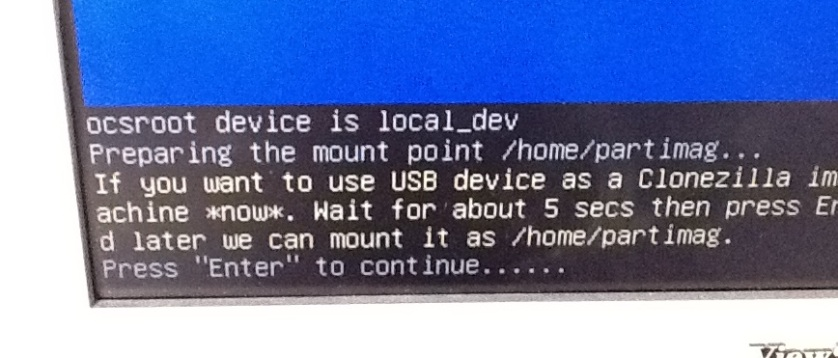 ocsroot device is local_dev
Preparing the mount point /home/partimag...
If you want to use USB device as a Clonezilla im
achine *now*. Wait for about 5 secs then press En
d later we can mount it as /home/partimag.
Press "Enter" to continue......